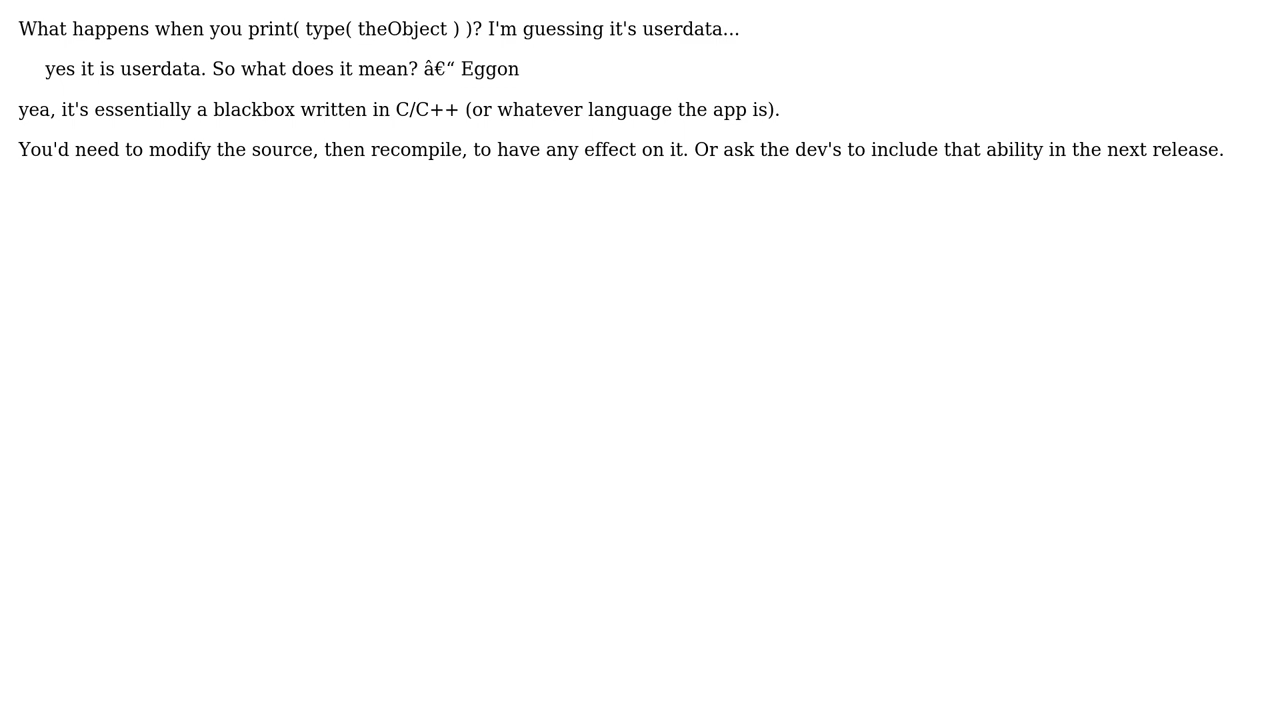 What happens when you print( type( theObject ) )? I'm guessing it's userdata...
yes it is userdata. So what does it mean? â€“ Eggon
yea, it's essentially a blackbox written in C/C++ (or whatever language the app is).
You'd need to modify the source, then recompile, to have any effect on it. Or ask the dev's to include that ability in the next release.